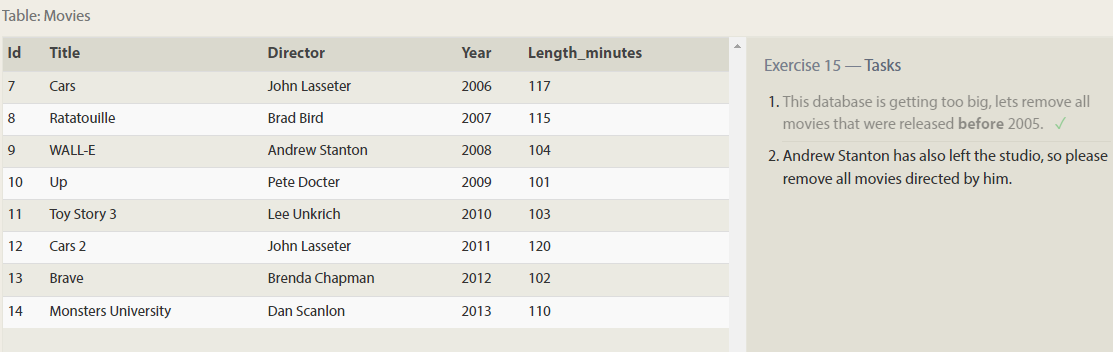 Table: Movies
Id Title Director Year Length_minutes
7 Cars John Lasseter 2006 117
8 Ratatouille Brad Bird 2007 115
9 WALL-E Andrew Stanton 2008 104
10 Up Pete Docter 2009 101
11 Toy Story 3 Lee Unkrich 2010 103
12 Cars 2 John Lasseter 2011 120
13 Brave Brenda Chapman 2012 102
14 Monsters University Dan Scanlon 2013 110
Exercise 15 — Tasks
1. This database is getting too big, lets remove all
movies that were released before 2005. ✓
2. Andrew Stanton has also left the studio, so please
remove all movies directed by him.